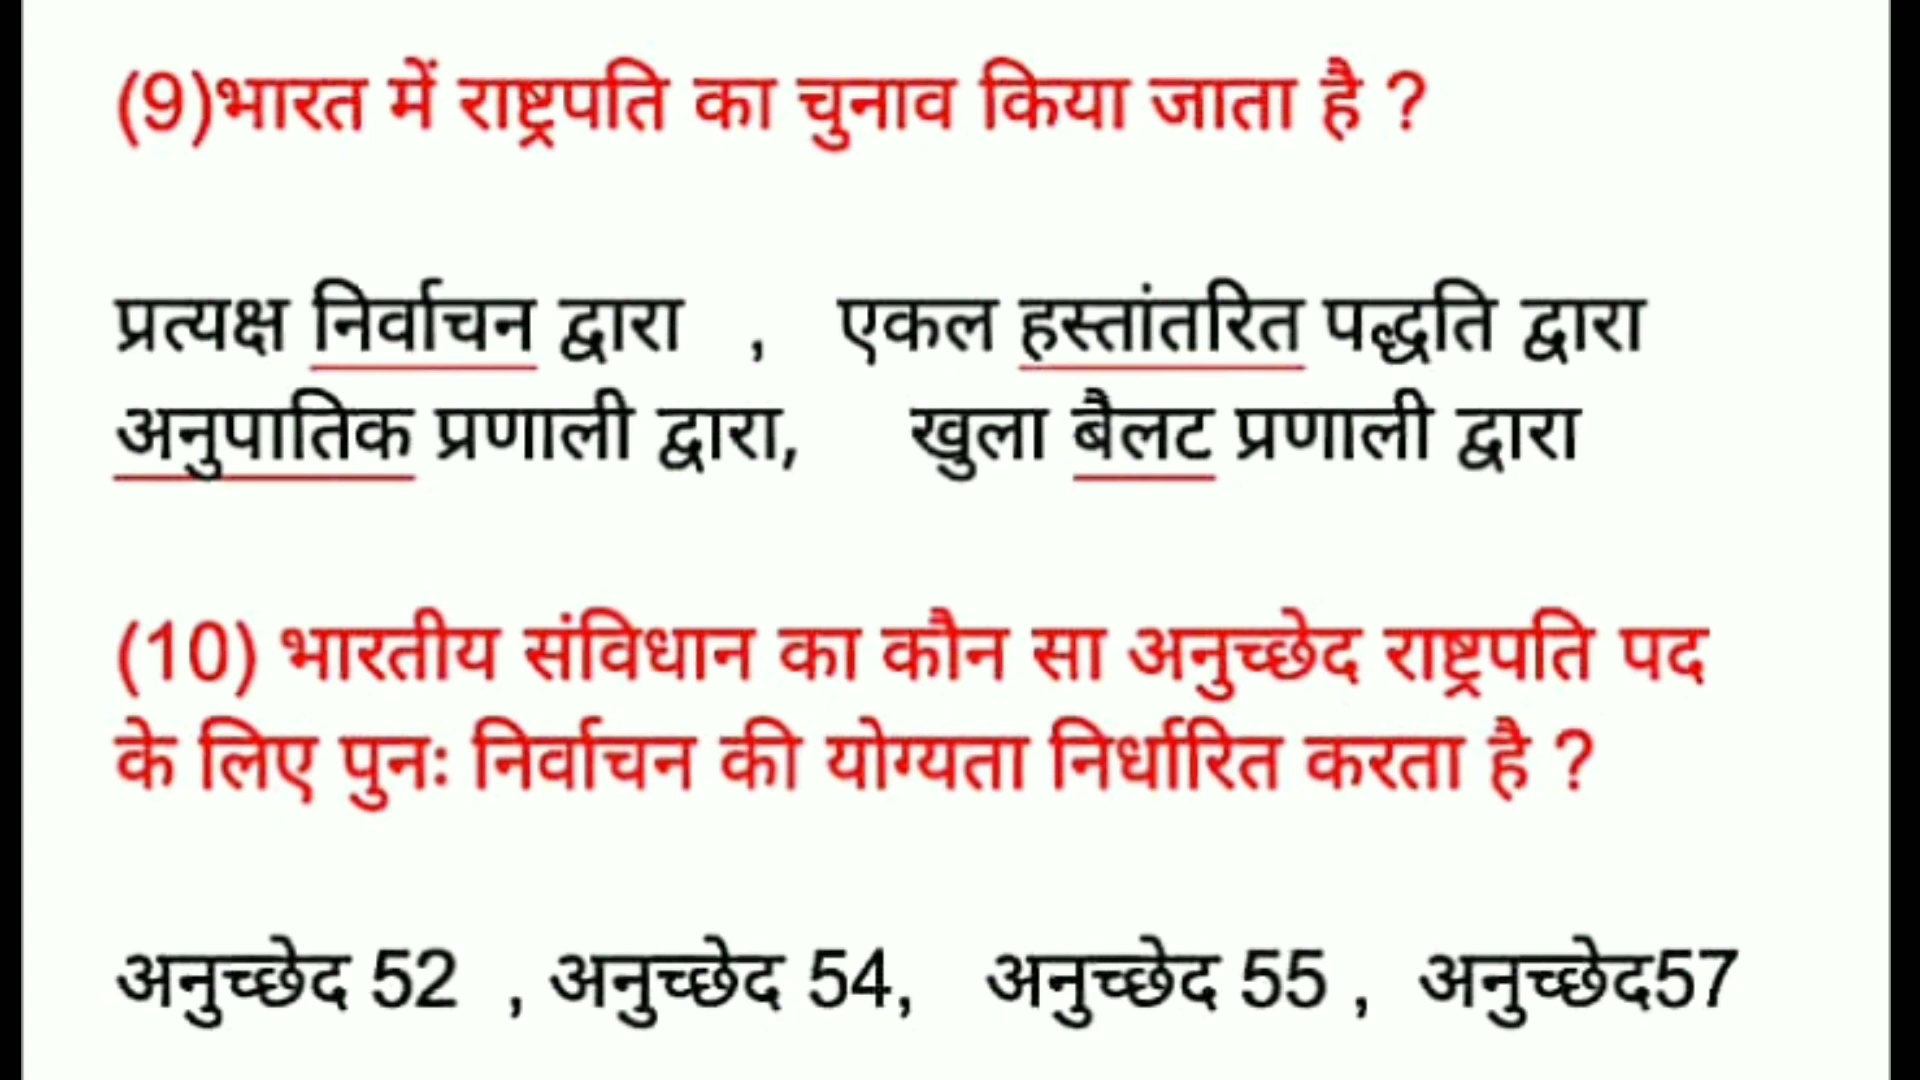 (9)भारत में राष्ट्रपति का चुनाव किया जाता है ?
प्रत्यक्ष निर्वाचन द्वारा , एकल हस्तांतरित पद्धति द्वारा
अनुपातिक प्रणाली द्वारा, खुला बैलट प्रणाली द्वारा
(10) भारतीय संविधान का कौन सा अनुच्छेद राष्ट्रपति पद
के लिए पुनः निर्वाचन की योग्यता निर्धारित करता है ?
अनुच्छेद 52 , अनुच्छेद 54, अनुच्छेद 55 , अनुच्छेद57